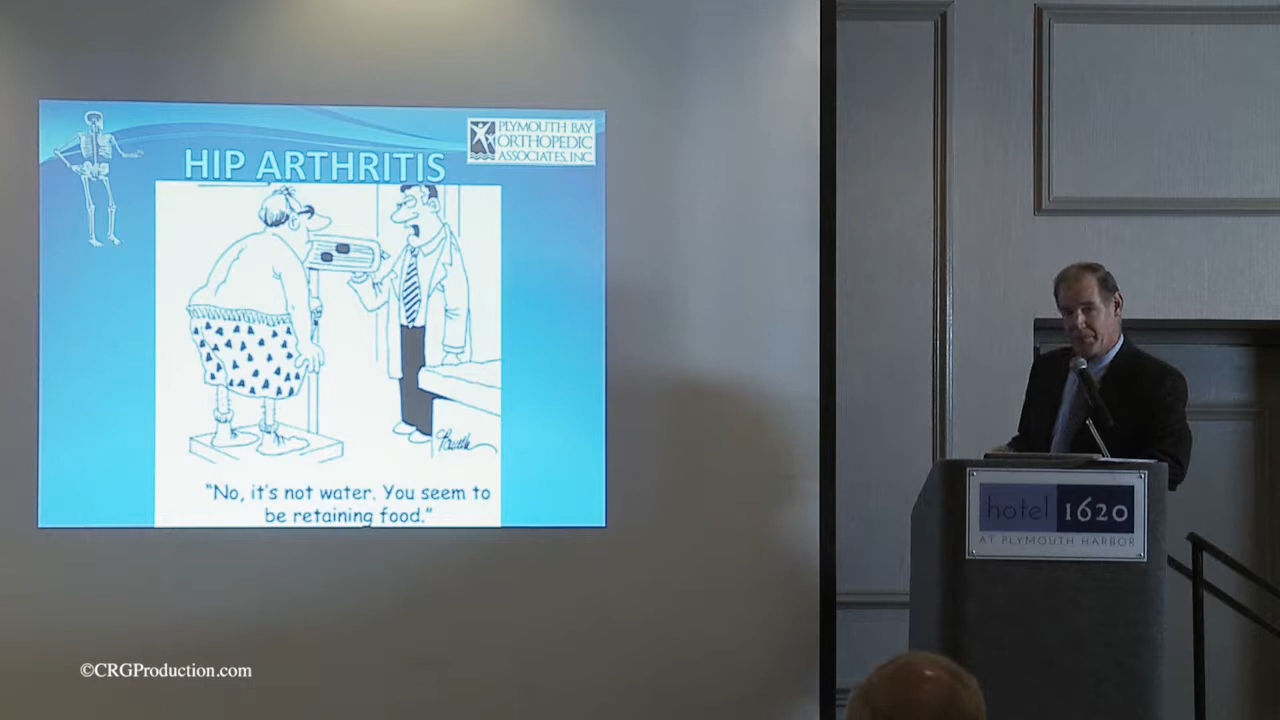 PLYMOUTH BAY
ORTHOPEDIC
ASSOCIATES, INC.
HIP ARTHRITIS
"No, it's not water. You seem to
be retaining food."
hotel 1620
AT PLYMOUTH HARBOR
©CRGProduction.com